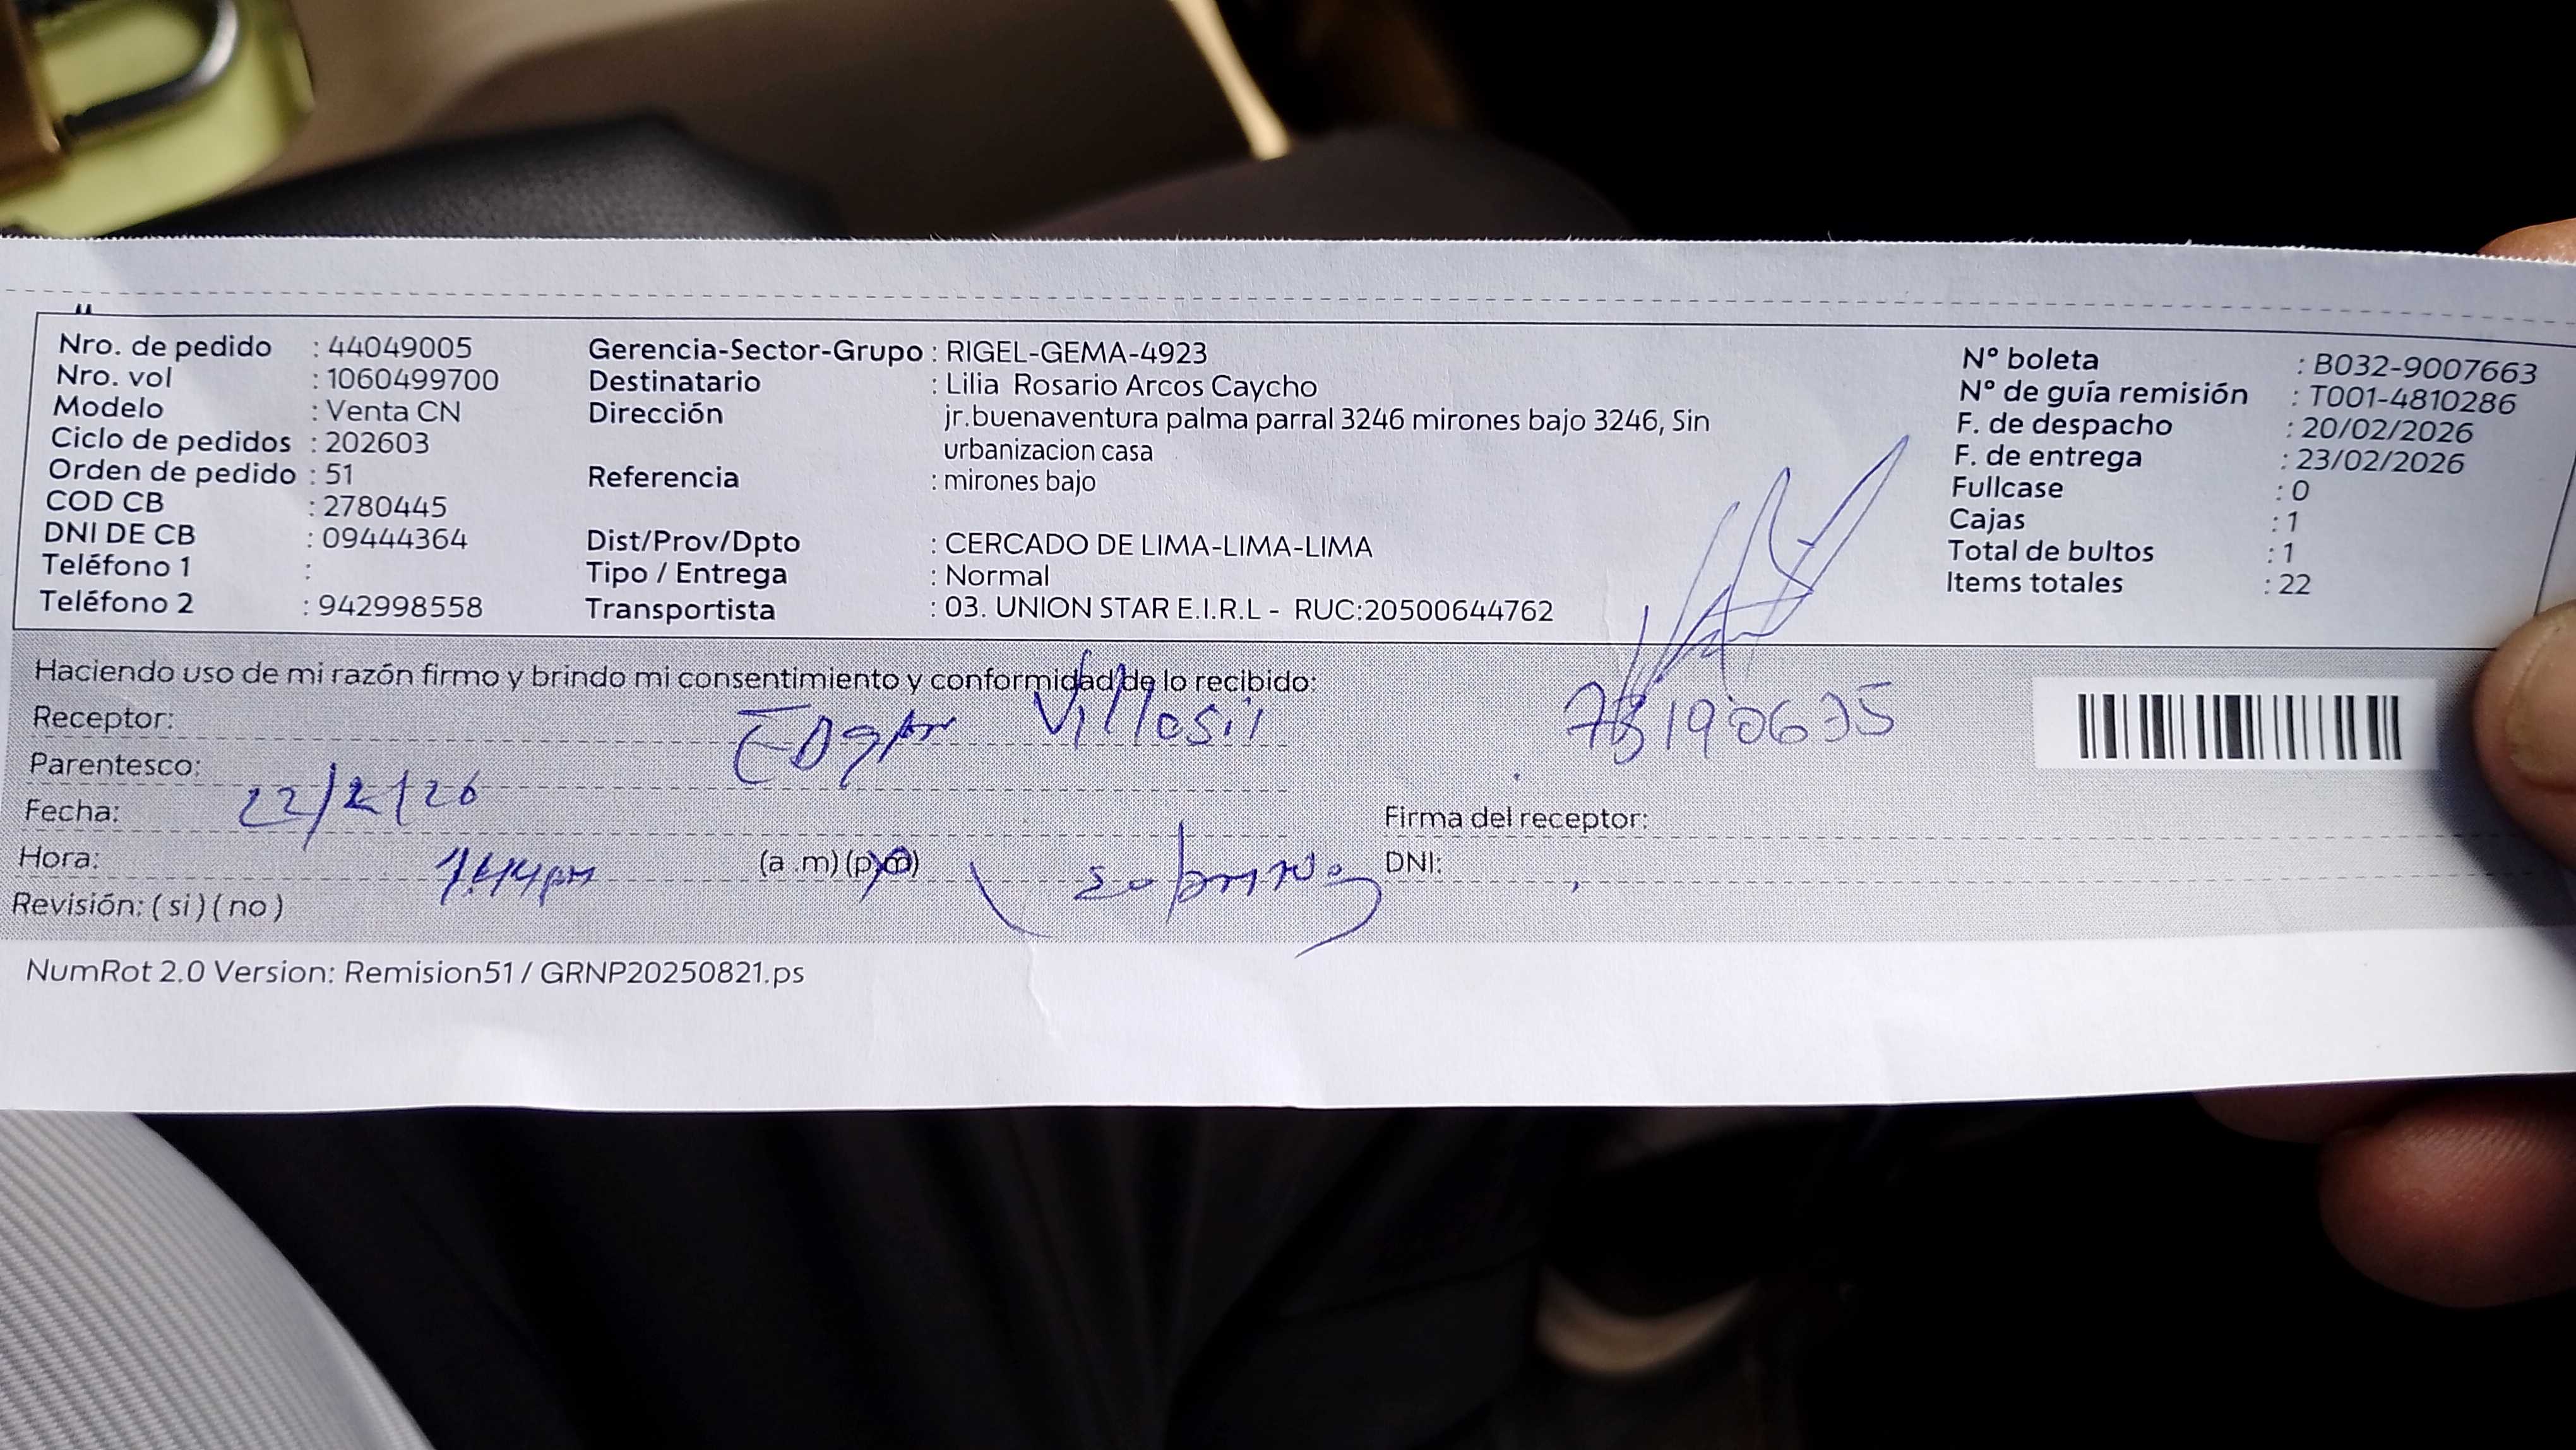 Nro. de pedido : 44049005
Nro. vol : 1060499700
Modelo : Venta CN
Ciclo de pedidos : 202603
Orden de pedido : 51
COD CB : 2780445
DNI DE CB : 09444364
Teléfono 1 :
Teléfono 2 : 942998558
Gerencia-Sector-Grupo : RIGEL-GEMA-4923
Destinatario : Lilia Rosario Arcos Caycho
Dirección jr.buenaventura palma parral 3246 mirones bajo 3246, Sin
urbanizacion casa
Referencia : mirones bajo
Dist/Prov/Dpto : CERCADO DE LIMA-LIMA-LIMA
Tipo / Entrega : Normal
Transportista : 03. UNION STAR E.I.R.L - RUC:20500644762
N° boleta : B032-9007663
N° de guía remisión : T001-4810286
F. de despacho : 20/02/2026
F. de entrega : 23/02/2026
Fullcase : 0
Cajas : 1
Total de bultos : 1
Items totales : 22
Haciendo uso de mi razón firmo y brindo mi consentimiento y conformidad de lo recibido:
Receptor: Edgar
Parentesco:
Fecha: 22/2/26
Hora: (a .m) (p.m)
Revisión: ( si ) ( no )
( sobrino )
Firma del receptor:
DNI:
NumRot 2.0 Version: Remision51 / GRNP20250821.ps